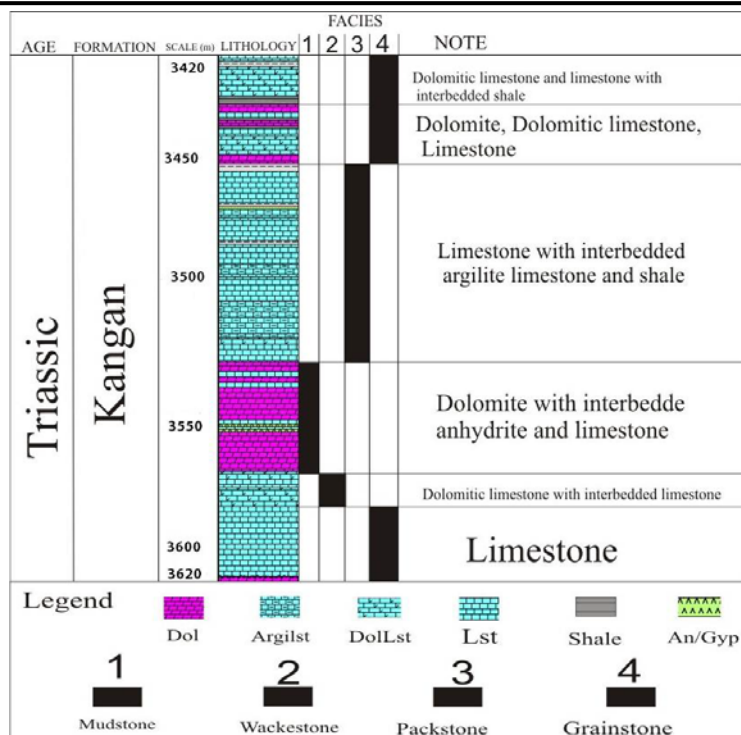 FACIES
AGE FORMATION SCALE (m) LITHOLOGY 1 2 3 4 NOTE
3420
Dolomitic limestone and limestone with
interbedded shale
Dolomite, Dolomitic limestone,
Limestone
3450
Limestone with interbedded
argilite limestone and shale
3500
Triassic
Kangan
Dolomite with interbedde
anhydrite and limestone
3550
Dolomitic limestone with interbedded limestone
3600
Limestone
3620
Legend
Dol Argilst DolLst Lst Shale An/Gyp
1 2 3 4
Mudstone Wackestone Packstone Grainstone